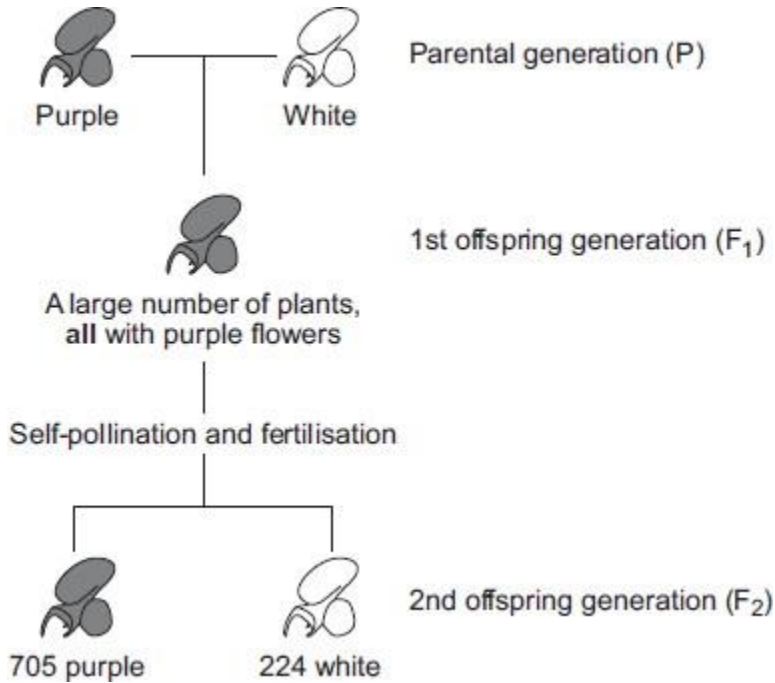 Purple
White
Parental generation (P)
1st offspring generation (F₁)
A large number of plants,
all with purple flowers
Self-pollination and fertilisation
705 purple
224 white
2nd offspring generation (F₂)